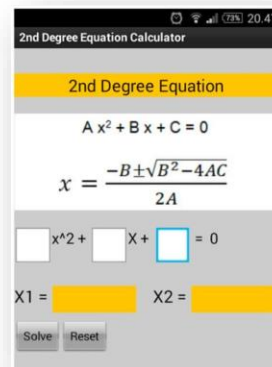 73% 20.4
2nd Degree Equation Calculator
2nd Degree Equation
A x² + B x + C = 0
x = −B±√B²−4AC / 2A
x^2 + X + = 0
X1 = X2 =
Solve Reset